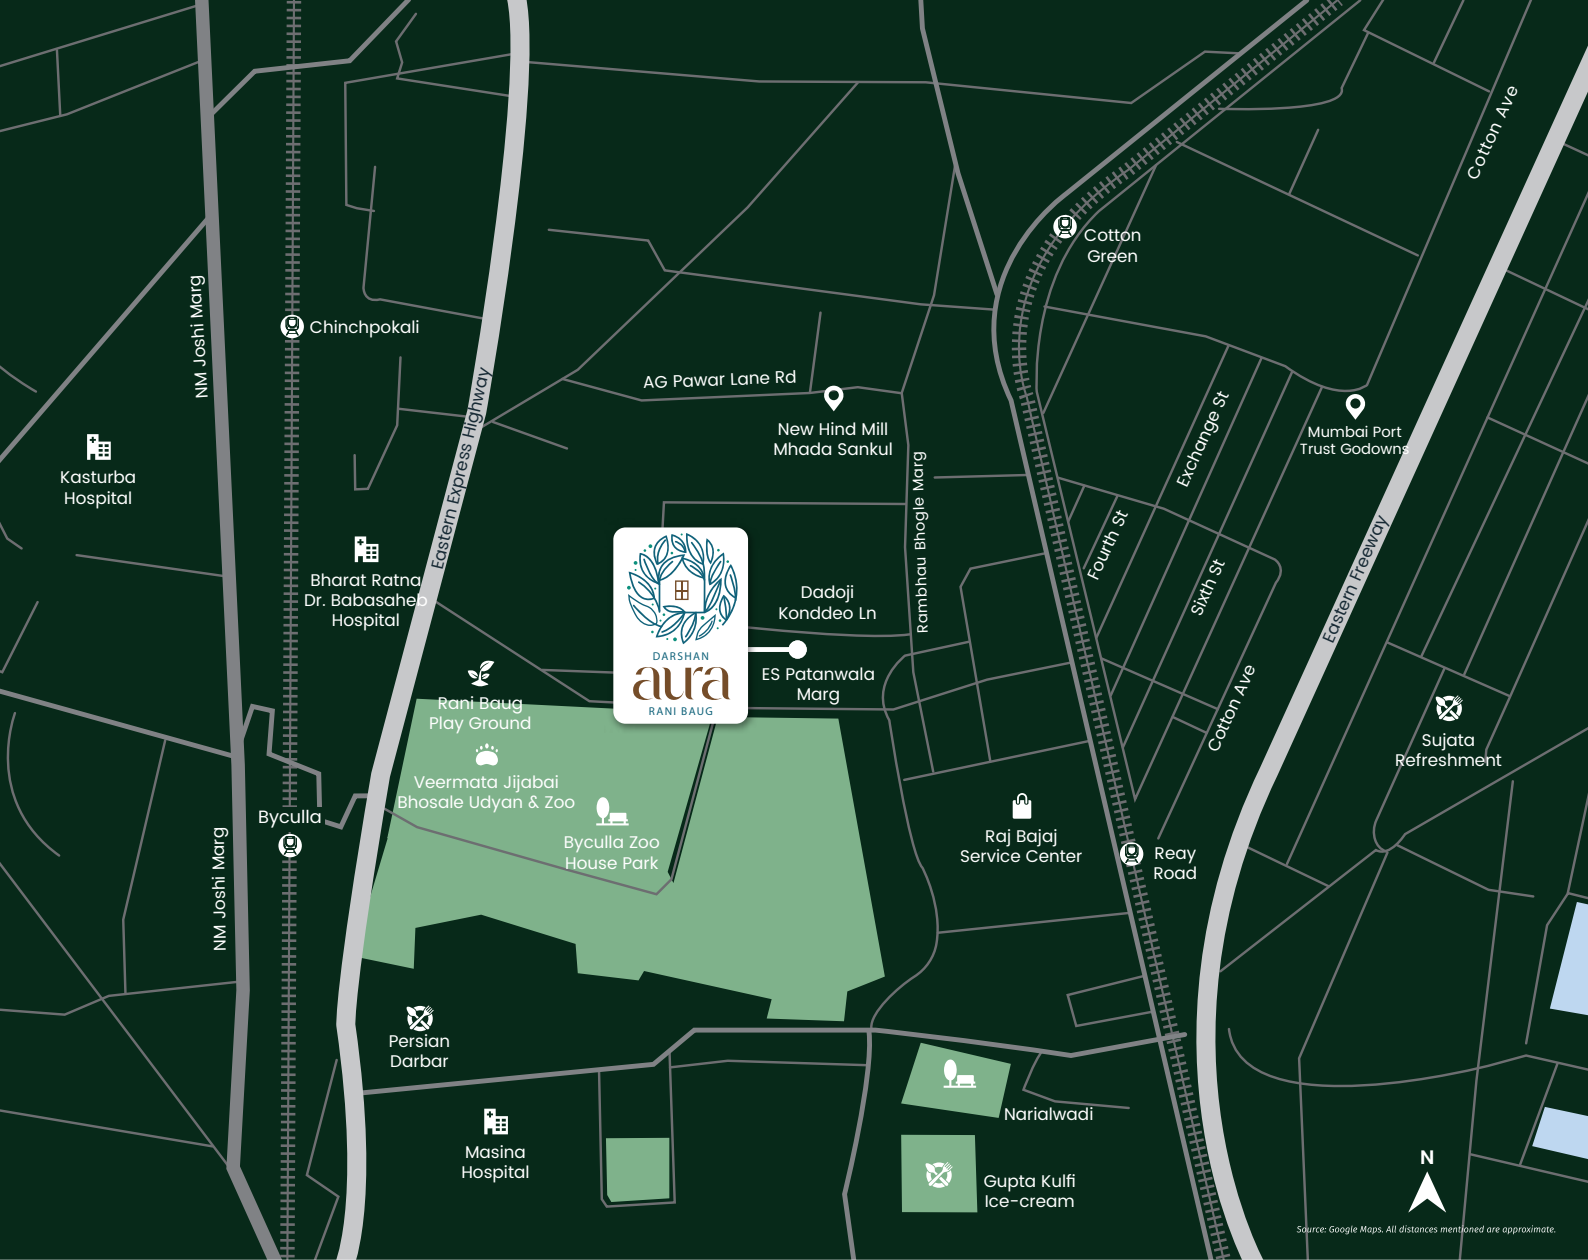 Cotton Ave
Cotton
Green
NM Joshi Marg
Chinchpokali
Eastern Express Highway
AG Pawar Lane Rd
New Hind Mill
Mhada Sankul
Exchange St
Mumbai Port
Trust Godowns
Kasturba
Hospital
Rambhau Bhogle Marg
Fourth St
Sixth St
Eastern Freeway
Bharat Ratna
Dr. Babasaheb
Hospital
Dadoji
Konddeo Ln
DARSHAN
aura
RANI BAUG
ES Patanwala
Marg
Rani Baug
Play Ground
Cotton Ave
Sujata
Refreshment
Veermata Jijabai
Bhosale Udyan & Zoo
Byculla
NM Joshi Marg
Byculla Zoo
House Park
Raj Bajaj
Service Center
Reay
Road
Persian
Darbar
Narialwadi
Masina
Hospital
Gupta Kulfi
Ice-cream
N
Source: Google Maps. All distances mentioned are approximate.